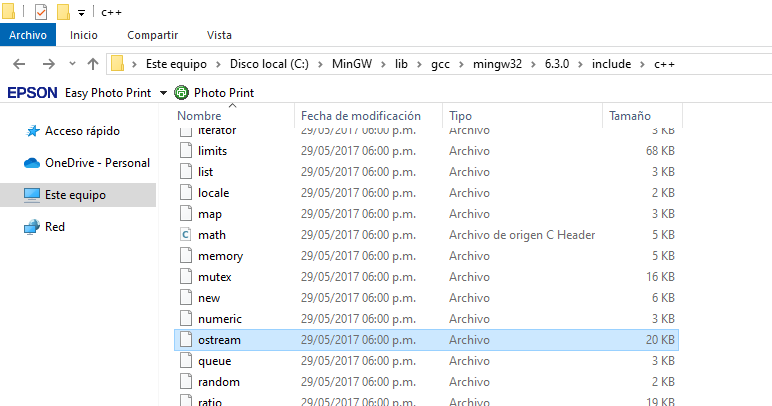 c++
Archivo Inicio Compartir Vista
Este equipo Disco local (C:) MinGW lib gcc mingw32 6.3.0 include c++
EPSON Easy Photo Print Photo Print
Nombre Fecha de modificación Tipo Tamaño
Acceso rápido
OneDrive - Personal
Este equipo
Red
iterator 29/05/2017 06:00 p.m. Archivo 3 KB
limits 29/05/2017 06:00 p.m. Archivo 68 KB
list 29/05/2017 06:00 p.m. Archivo 3 KB
locale 29/05/2017 06:00 p.m. Archivo 2 KB
map 29/05/2017 06:00 p.m. Archivo 3 KB
math 29/05/2017 06:00 p.m. Archivo de origen C Header 5 KB
memory 29/05/2017 06:00 p.m. Archivo 5 KB
mutex 29/05/2017 06:00 p.m. Archivo 16 KB
new 29/05/2017 06:00 p.m. Archivo 6 KB
numeric 29/05/2017 06:00 p.m. Archivo 5 KB
ostream 29/05/2017 06:00 p.m. Archivo 20 KB
queue 29/05/2017 06:00 p.m. Archivo 3 KB
random 29/05/2017 06:00 p.m. Archivo 2 KB
ratio 29/05/2017 06:00 p.m. Archivo 19 KB